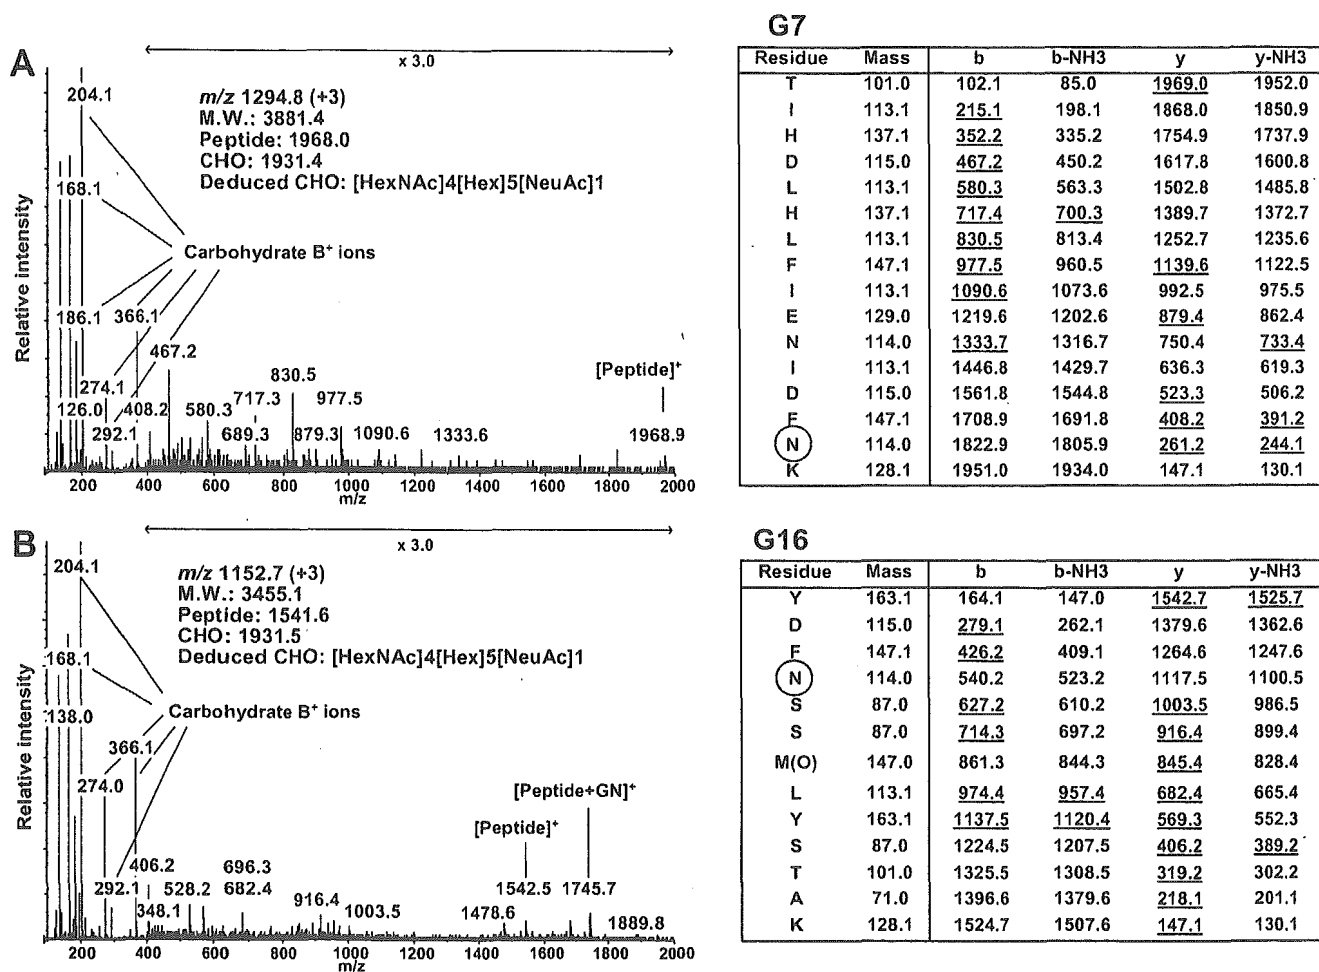 A
x 3.0
204.1
m/z 1294.8 (+3)
M.W.: 3881.4
Peptide: 1968.0
CHO: 1931.4
Deduced CHO: [HexNAc]4[Hex]5[NeuAc]1
168.1
Carbohydrate B+ ions
186.1
366.1
467.2
274.1
126.0
408.2
292.1
580.3
689.3
717.3
830.5
879.3
977.5
1090.6
1333.6
[Peptide]+
1968.9
Relative intensity
200 400 600 800 1000 1200 1400 1600 1800 2000
m/z
G7
Residue Mass b b-NH3 y y-NH3
T 101.0 102.1 85.0 1969.0 1952.0
I 113.1 215.1 198.1 1868.0 1850.9
H 137.1 352.2 335.2 1754.9 1737.9
D 115.0 467.2 450.2 1617.8 1600.8
L 113.1 580.3 563.3 1502.8 1485.8
H 137.1 717.4 700.3 1389.7 1372.7
L 113.1 830.5 813.4 1252.7 1235.6
F 147.1 977.5 960.5 1139.6 1122.5
I 113.1 1090.6 1073.6 992.5 975.5
E 129.0 1219.6 1202.6 879.4 862.4
N 114.0 1333.7 1316.7 750.4 733.4
I 113.1 1446.8 1429.7 636.3 619.3
D 115.0 1561.8 1544.8 523.3 506.2
F 147.1 1708.9 1691.8 408.2 391.2
N 114.0 1822.9 1805.9 261.2 244.1
K 128.1 1951.0 1934.0 147.1 130.1
B
x 3.0
204.1
m/z 1152.7 (+3)
M.W.: 3455.1
Peptide: 1541.6
CHO: 1931.5
Deduced CHO: [HexNAc]4[Hex]5[NeuAc]1
168.1
138.0
Carbohydrate B+ ions
366.1
274.0
406.2
292.1
348.1
528.2
696.3
682.4
916.4
1003.5
1478.6
[Peptide]+
1542.5
[Peptide+GN]+
1745.7
1889.8
Relative intensity
200 400 600 800 1000 1200 1400 1600 1800 2000
m/z
G16
Residue Mass b b-NH3 y y-NH3
Y 163.1 164.1 147.0 1542.7 1525.7
D 115.0 279.1 262.1 1379.6 1362.6
F 147.1 426.2 409.1 1264.6 1247.6
N 114.0 540.2 523.2 1117.5 1100.5
S 87.0 627.2 610.2 1003.5 986.5
S 87.0 714.3 697.2 916.4 899.4
M(O) 147.0 861.3 844.3 845.4 828.4
L 113.1 974.4 957.4 682.4 665.4
Y 163.1 1137.5 1120.4 569.3 552.3
S 87.0 1224.5 1207.5 406.2 389.2
T 101.0 1325.5 1308.5 319.2 302.2
A 71.0 1396.6 1379.6 218.1 201.1
K 128.1 1524.7 1507.6 147.1 130.1